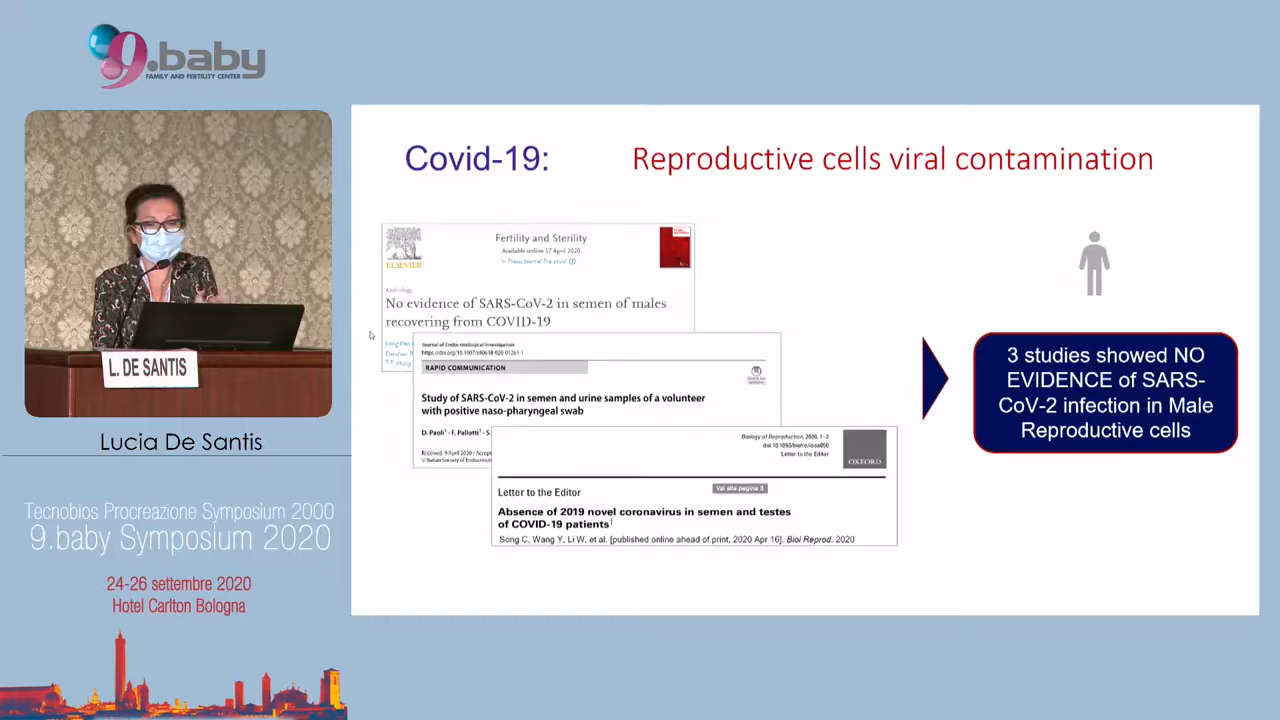 9.baby
FAMILY AND FERTILITY CENTER
L. DE SANTIS
Lucia De Santis
Tecnobios Procreazione Symposium 2000
9.baby Symposium 2020
24-26 settembre 2020
Hotel Carlton Bologna
Covid-19:
Reproductive cells viral contamination
ELSEVIER
Fertility and Sterility
Available online 17 April 2020
In Press, Journal Pre-proof
Andrology
No evidence of SARS-CoV-2 in semen of males
recovering from COVID-19
Journal of Endocrinological Investigation
https://doi.org/10.1007/s40618-020-01261-1
RAPID COMMUNICATION
Study of SARS-CoV-2 in semen and urine samples of a volunteer
with positive naso-pharyngeal swab
D. Paoli1 · F. Pallotti1 · S.
Received: 9 April 2020 / Accept
© Italian Society of Endocrino
Biology of Reproduction, 2020, 1–3
Letter to the Editor
OXFORD
Vai alla pagina 3
Letter to the Editor
Absence of 2019 novel coronavirus in semen and testes
of COVID-19 patients†
Song C, Wang Y, Li W, et al. [published online ahead of print, 2020 Apr 16]. Biol Reprod. 2020
3 studies showed NO
EVIDENCE of SARS-
CoV-2 infection in Male
Reproductive cells